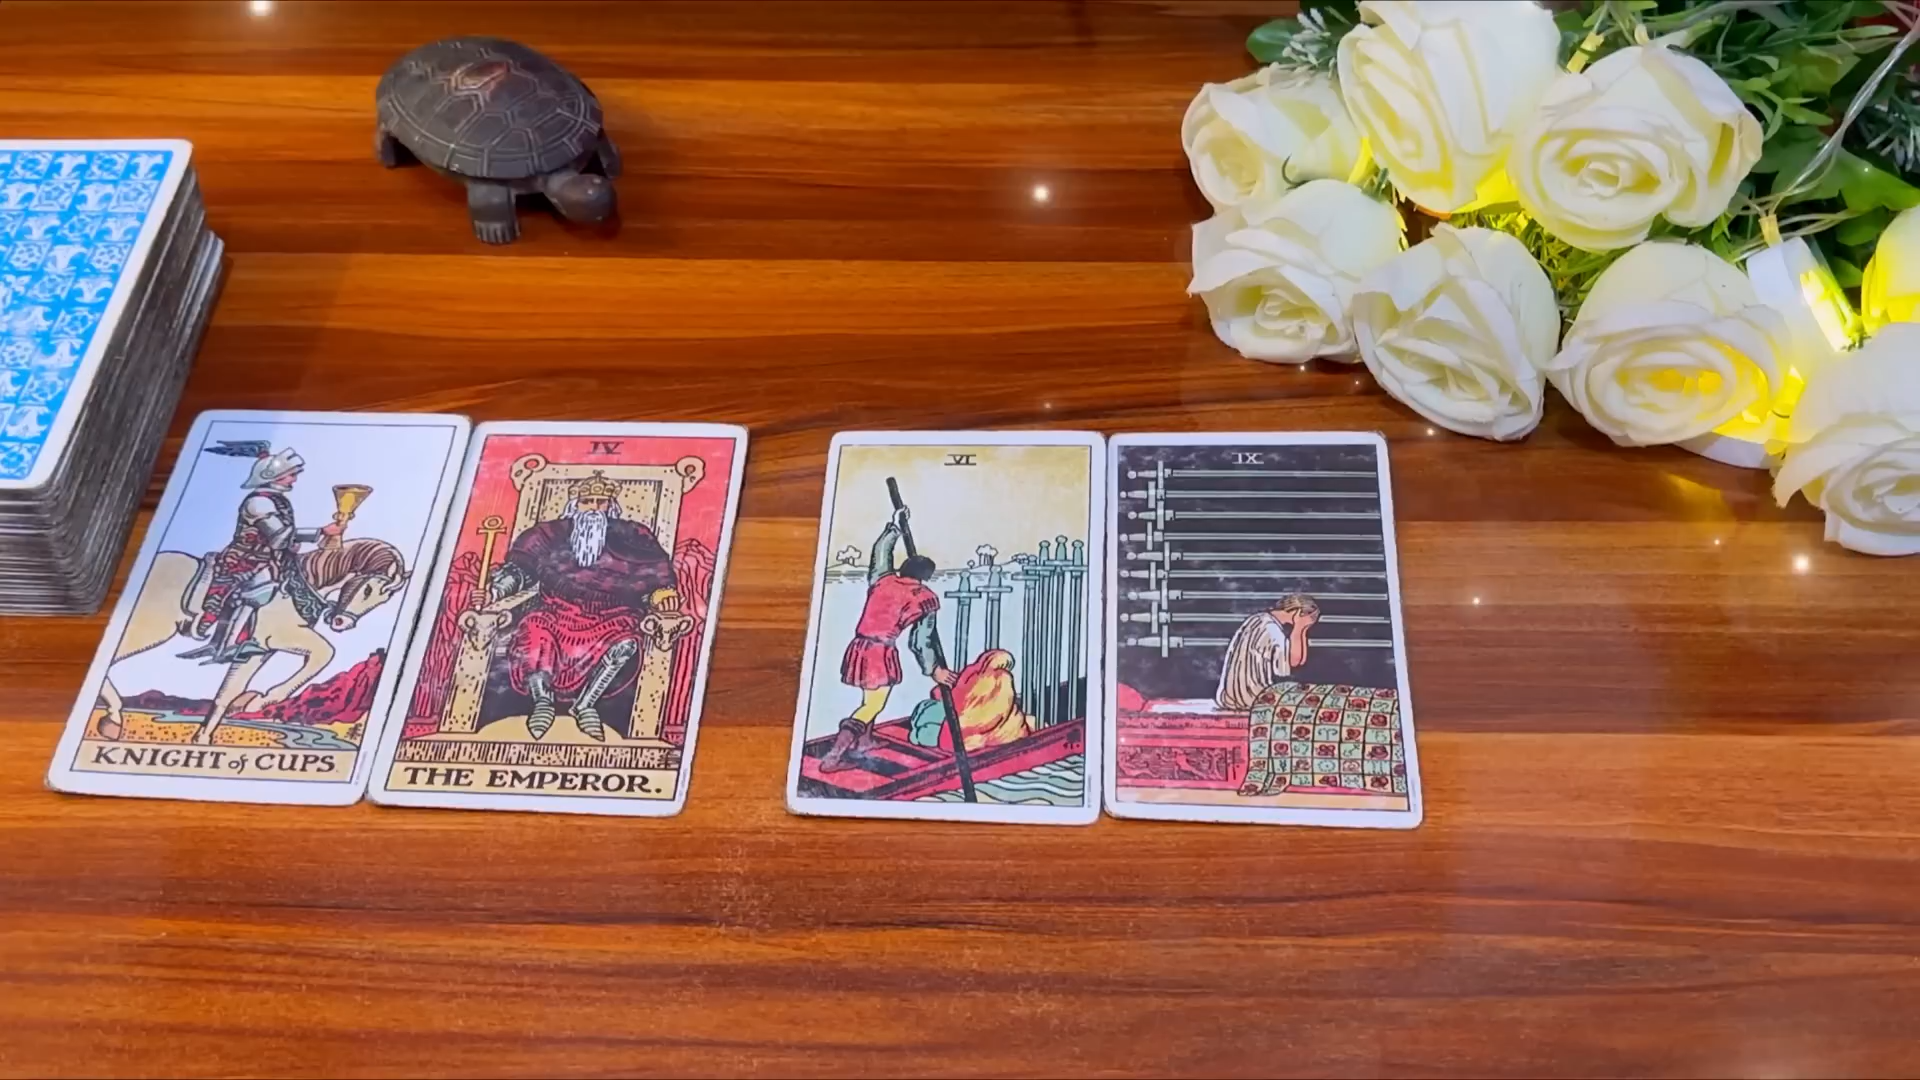 IV
VI
IX
KNIGHT of CUPS.
THE EMPEROR.